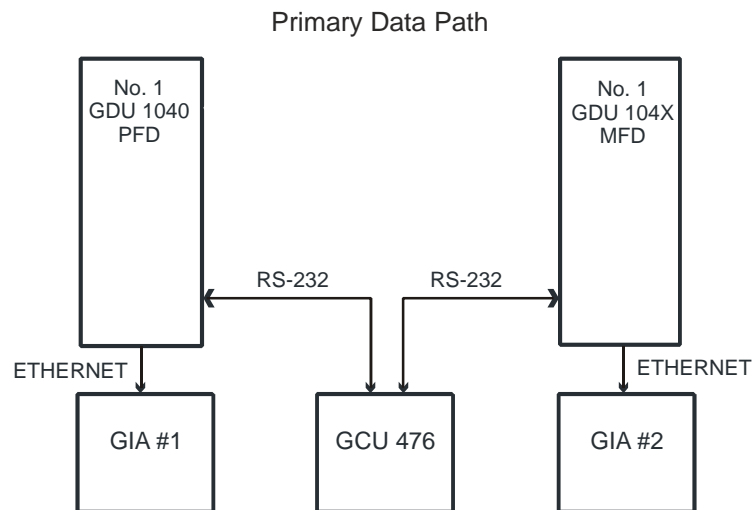 Primary Data Path
No. 1
GDU 1040
PFD
No. 1
GDU 104X
MFD
RS-232
RS-232
ETHERNET
ETHERNET
GIA #1
GCU 476
GIA #2